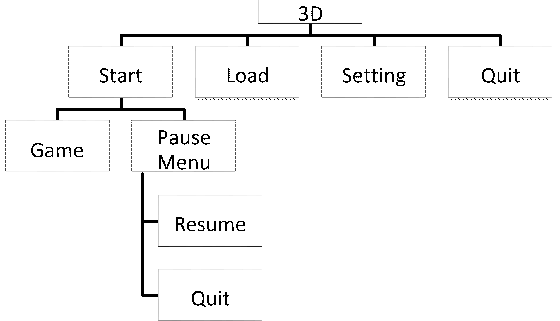 3D
Start
Load
Setting
Quit
Game
Pause
Menu
Resume
Quit